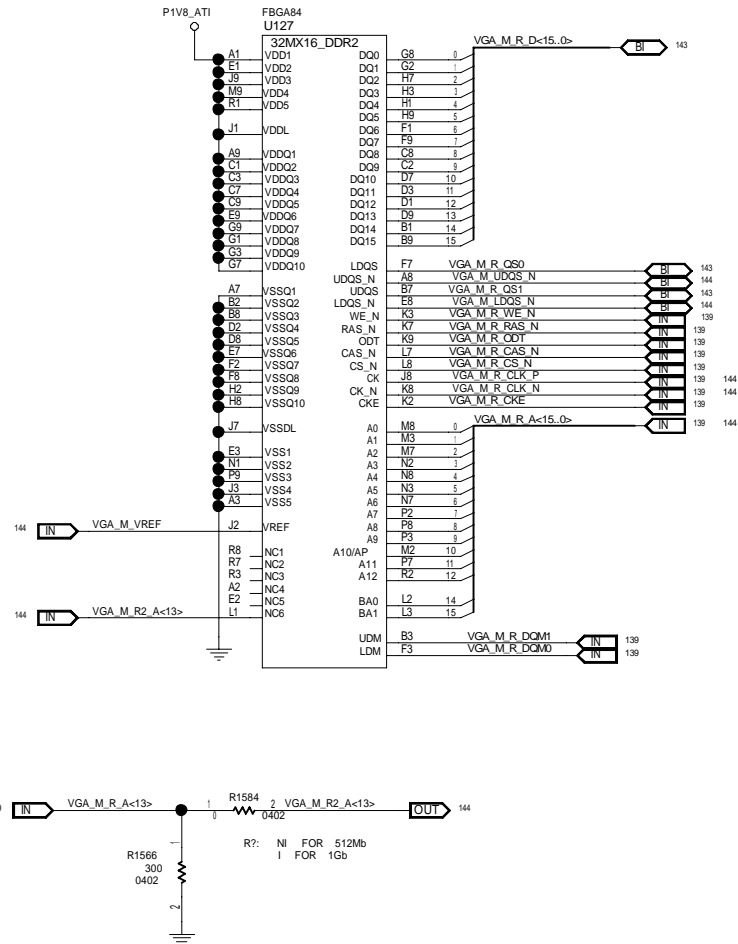 P1V8_ATI
FBGA84
U127
32MX16_DDR2
A1 VDD1 DQ0 G8 0 VGA_M_R_D<15..0> BI 143
E1 VDD2 DQ1 G2 1
J9 VDD3 DQ2 H7 2
M9 VDD4 DQ3 H3 3
R1 VDD5 DQ4 H1 4
DQ5 H9 5
J1 VDDL DQ6 F1 6
DQ7 F9 7
A9 VDDQ1 DQ8 C8 8
C1 VDDQ2 DQ9 C2 9
C3 VDDQ3 DQ10 D7 10
C7 VDDQ4 DQ11 D3 11
C9 VDDQ5 DQ12 D1 12
E9 VDDQ6 DQ13 D9 13
G9 VDDQ7 DQ14 B1 14
G1 VDDQ8 DQ15 B9 15
G3 VDDQ9
G7 VDDQ10 LDQS F7 VGA_M_R_QS0 BI 143
UDQS_N A8 VGA_M_UDQS_N BI 144
A7 VSSQ1 UDQS B7 VGA_M_R_QS1 BI 143
B2 VSSQ2 LDQS_N E8 VGA_M_LDQS_N BI 144
B8 VSSQ3 WE_N K3 VGA_M_R_WE_N IN 139
D2 VSSQ4 RAS_N K7 VGA_M_R_RAS_N IN 139
D8 VSSQ5 ODT K9 VGA_M_R_ODT IN 139
E7 VSSQ6 CAS_N L7 VGA_M_R_CAS_N IN 139
F2 VSSQ7 CS_N L8 VGA_M_R_CS_N IN 139
F8 VSSQ8 CK J8 VGA_M_R_CLK_P IN 139 144
H2 VSSQ9 CK_N K8 VGA_M_R_CLK_N IN 139 144
H8 VSSQ10 CKE K2 VGA_M_R_CKE IN 139
J7 VSSDL A0 M8 0 VGA_M_R_A<15..0> IN 139 144
A1 M3 1
E3 VSS1 A2 M7 2
N1 VSS2 A3 N2 3
P9 VSS3 A4 N8 4
J3 VSS4 A5 N3 5
A3 VSS5 A6 N7 6
A7 P2 7
144 IN VGA_M_VREF J2 VREF A8 P8 8
A9 P3 9
R8 NC1 A10/AP M2 10
R7 NC2 A11 P7 11
R3 NC3 A12 R2 12
A2 NC4
E2 NC5 BA0 L2 14
144 IN VGA_M_R2_A<13> L1 NC6 BA1 L3 15
UDM B3 VGA_M_R_DQM1 IN 139
LDM F3 VGA_M_R_DQM0 IN 139
IN VGA_M_R_A<13> 1 R1584 2 VGA_M_R2_A<13> OUT 144
0 0402
R?: NI FOR 512Mb
I FOR 1Gb
1
R1566
300
0402
2